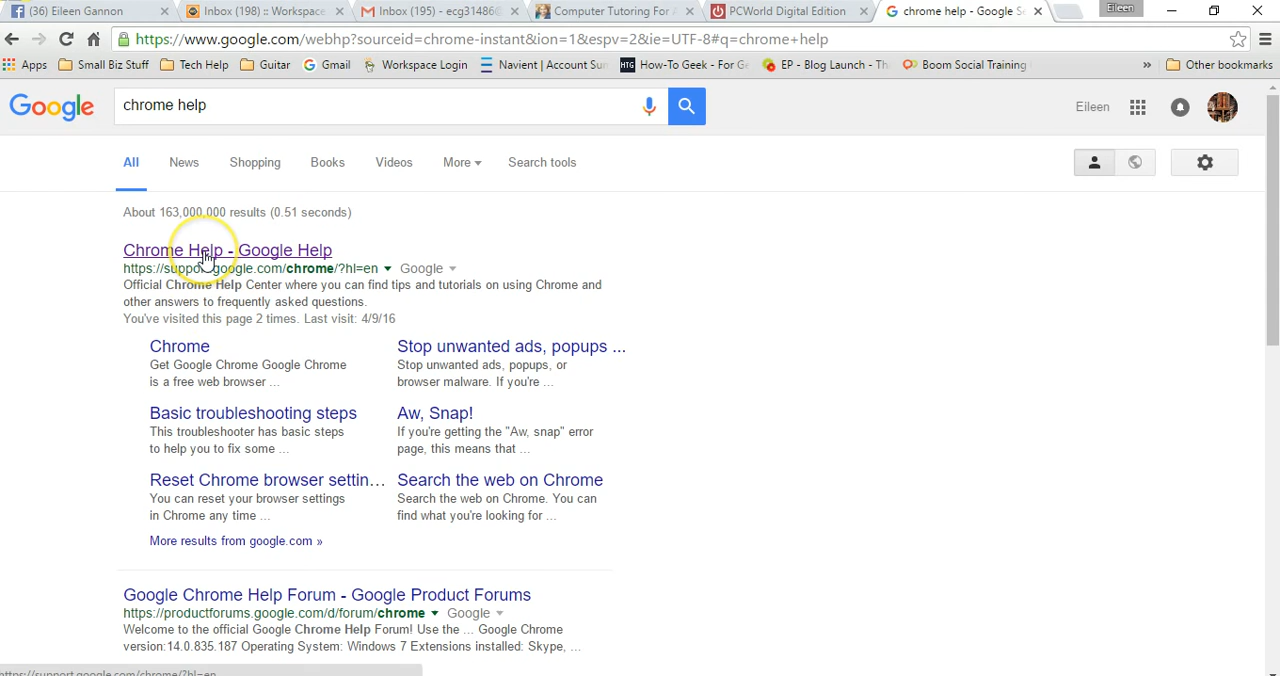 (36) Eileen Gannon
Inbox (198) :: Workspace
Inbox (195) - ecg31486@
Computer Tutoring For A
PCWorld Digital Edition
chrome help - Google Se
Eileen
https://www.google.com/webhp?sourceid=chrome-instant&ion=1&espv=2&ie=UTF-8#q=chrome+help
Apps
Small Biz Stuff
Tech Help
Guitar
Gmail
Workspace Login
Navient | Account Sum
HTG How-To Geek - For G
EP - Blog Launch - Th
Boom Social Training
»
Other bookmarks
Google
chrome help
Eileen
All
News
Shopping
Books
Videos
More
Search tools
About 163,000,000 results (0.51 seconds)
Chrome Help - Google Help
https://support.google.com/chrome/?hl=en Google
Official Chrome Help Center where you can find tips and tutorials on using Chrome and
other answers to frequently asked questions.
You've visited this page 2 times. Last visit: 4/9/16
Chrome
Get Google Chrome Google Chrome
is a free web browser ...
Stop unwanted ads, popups ...
Stop unwanted ads, popups, or
browser malware. If you're ...
Basic troubleshooting steps
This troubleshooter has basic steps
to help you to fix some ...
Aw, Snap!
If you're getting the "Aw, snap" error
page, this means that ...
Reset Chrome browser settin...
You can reset your browser settings
in Chrome any time ...
Search the web on Chrome
Search the web on Chrome. You can
find what you're looking for ...
More results from google.com »
Google Chrome Help Forum - Google Product Forums
https://productforums.google.com/d/forum/chrome Google
Welcome to the official Google Chrome Help Forum! Use the ... Google Chrome
version:14.0.835.187 Operating System: Windows 7 Extensions installed: Skype, ...
https://support.google.com/chrome/?hl=en